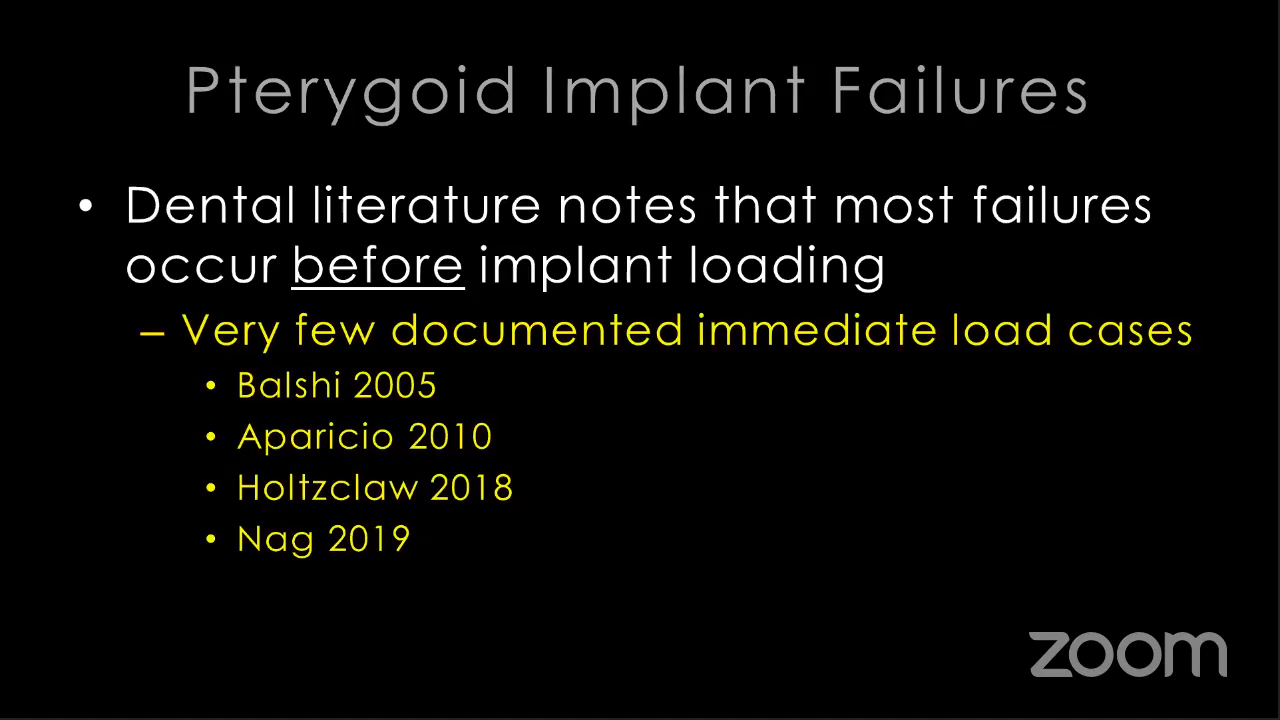 Pterygoid Implant Failures
• Dental literature notes that most failures
occur before implant loading
– Very few documented immediate load cases
• Balshi 2005
• Aparicio 2010
• Holtzclaw 2018
• Nag 2019
zoom